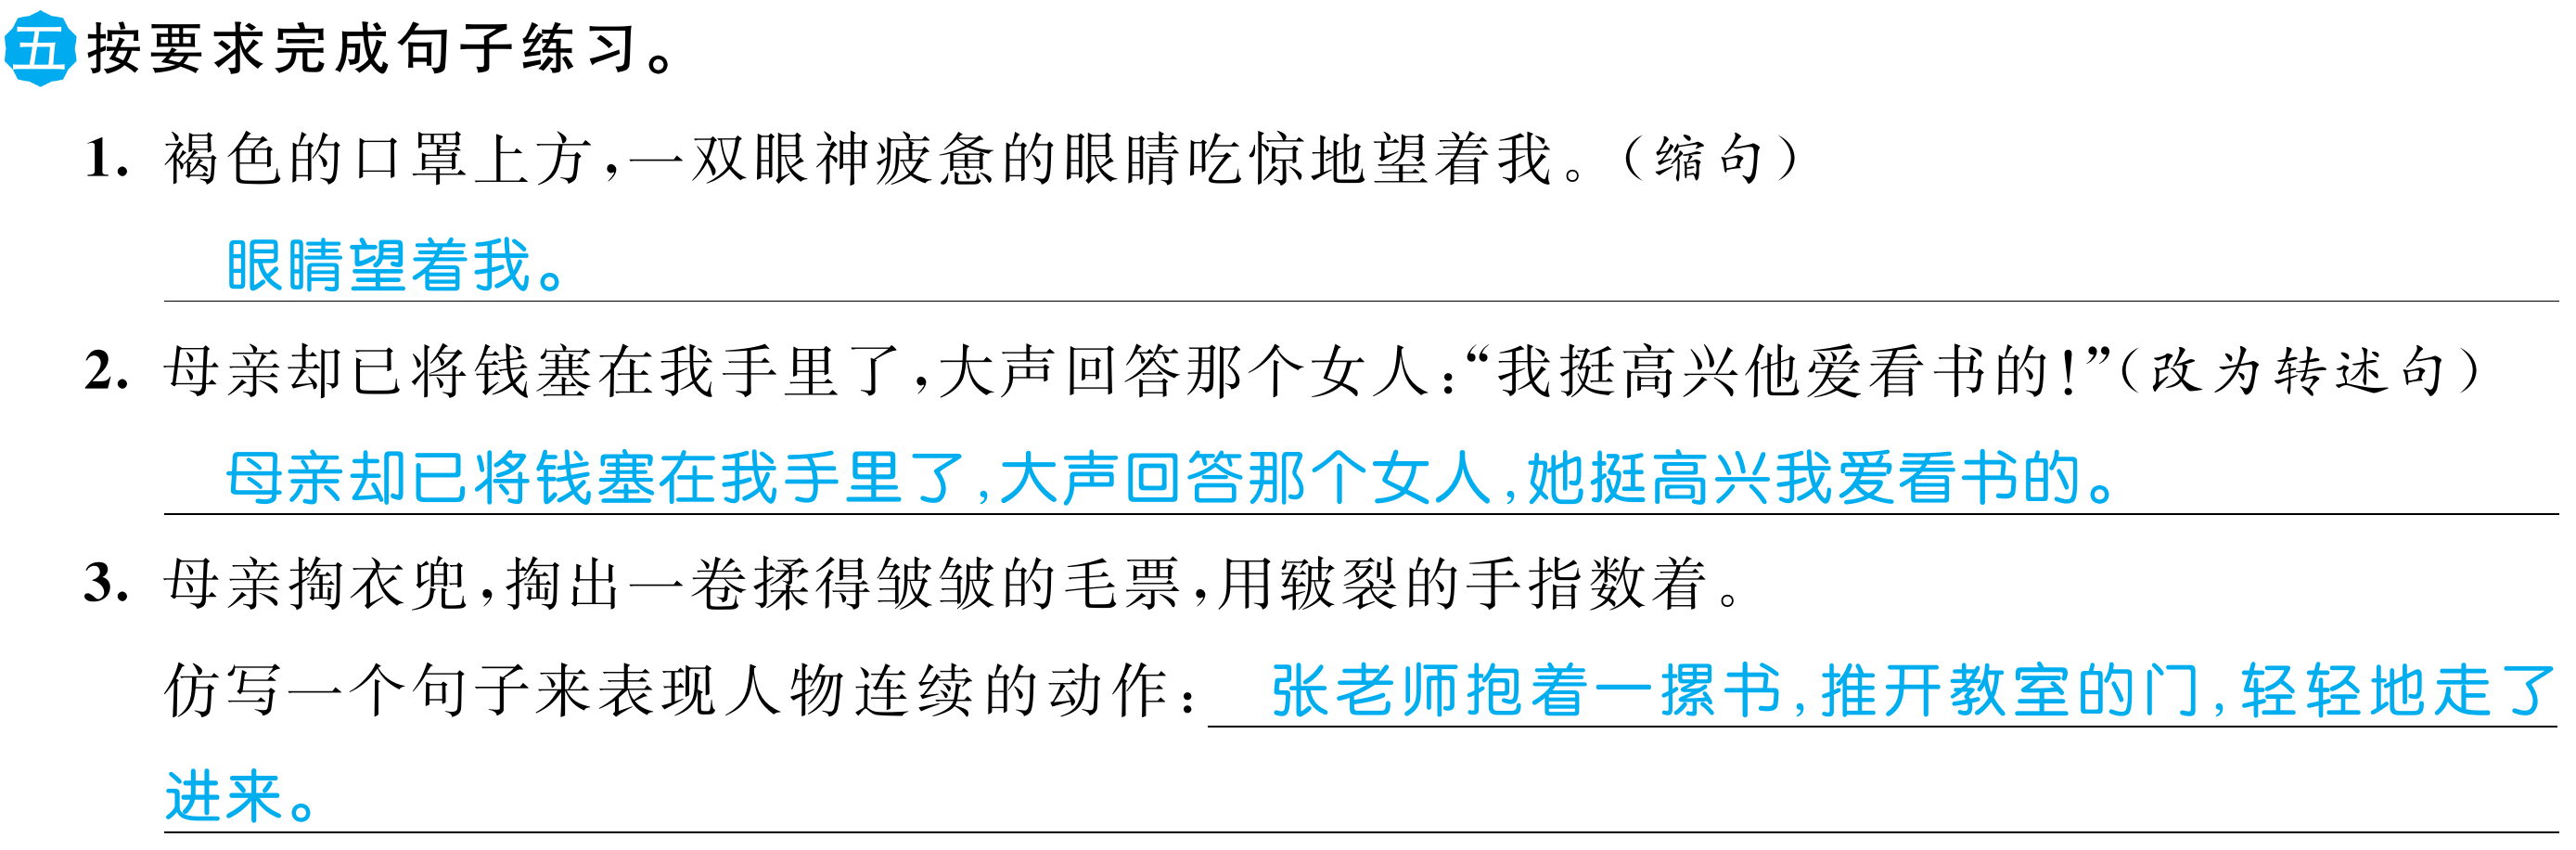 五 按要求完成句子练习。
1. 褐色的口罩上方,一双眼神疲惫的眼睛吃惊地望着我。(缩句)
眼睛望着我。
2. 母亲却已将钱塞在我手里了,大声回答那个女人:“我挺高兴他爱看书的!”(改为转述句)
母亲却已将钱塞在我手里了,大声回答那个女人,她挺高兴我爱看书的。
3. 母亲掏衣兜,掏出一卷揉得皱皱的毛票,用皲裂的手指数着。
仿写一个句子来表现人物连续的动作: 张老师抱着一摞书,推开教室的门,轻轻地走了
进来。